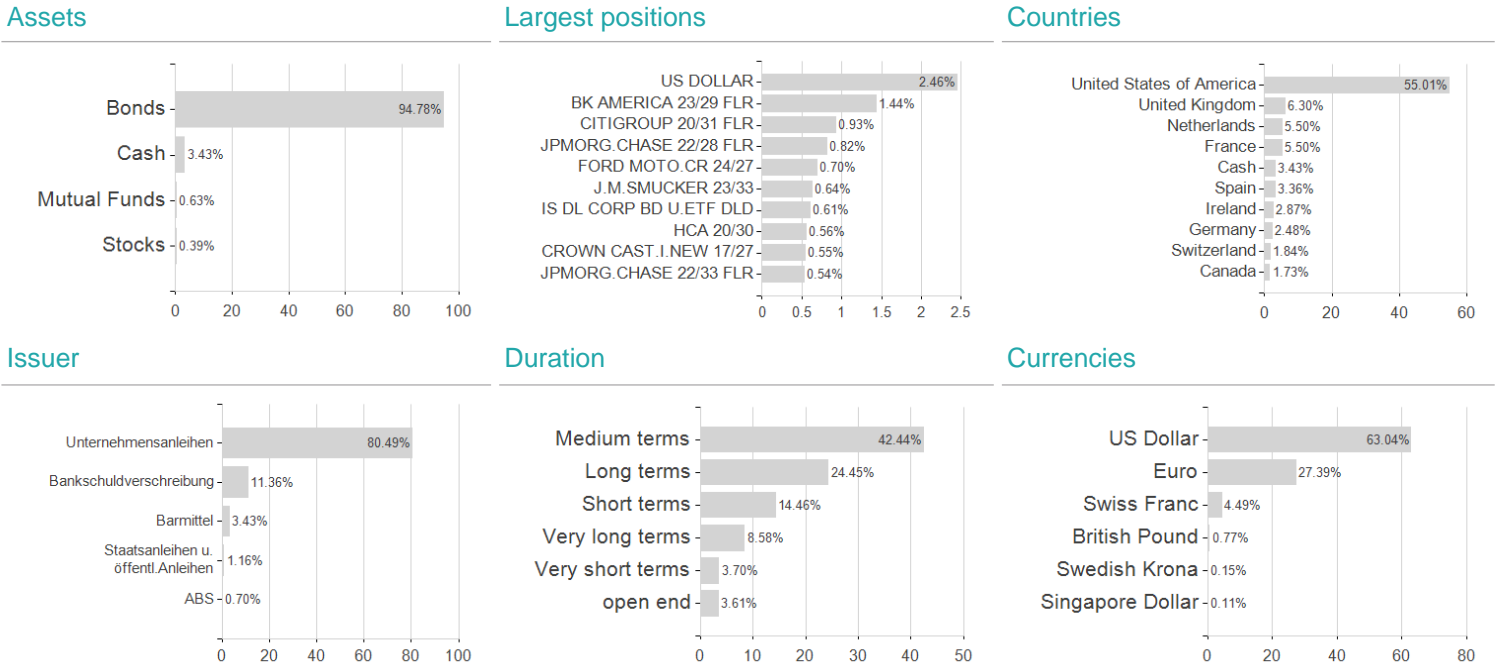 Assets
Bonds 94.78%
Cash 3.43%
Mutual Funds 0.63%
Stocks 0.39%
0 20 40 60 80 100
Largest positions
US DOLLAR 2.46%
BK AMERICA 23/29 FLR 1.44%
CITIGROUP 20/31 FLR 0.93%
JPMORG.CHASE 22/28 FLR 0.82%
FORD MOTO.CR 24/27 0.70%
J.M.SMUCKER 23/33 0.64%
IS DL CORP BD U.ETF DLD 0.61%
HCA 20/30 0.56%
CROWN CAST.I.NEW 17/27 0.55%
JPMORG.CHASE 22/33 FLR 0.54%
0 0.5 1 1.5 2 2.5
Countries
United States of America 55.01%
United Kingdom 6.30%
Netherlands 5.50%
France 5.50%
Cash 3.43%
Spain 3.36%
Ireland 2.87%
Germany 2.48%
Switzerland 1.84%
Canada 1.73%
0 20 40 60
Issuer
Unternehmensanleihen 80.49%
Bankschuldverschreibung 11.36%
Barmittel 3.43%
Staatsanleihen u.
öffentl.Anleihen 1.16%
ABS 0.70%
0 20 40 60 80 100
Duration
Medium terms 42.44%
Long terms 24.45%
Short terms 14.46%
Very long terms 8.58%
Very short terms 3.70%
open end 3.61%
0 10 20 30 40 50
Currencies
US Dollar 63.04%
Euro 27.39%
Swiss Franc 4.49%
British Pound 0.77%
Swedish Krona 0.15%
Singapore Dollar 0.11%
0 20 40 60 80